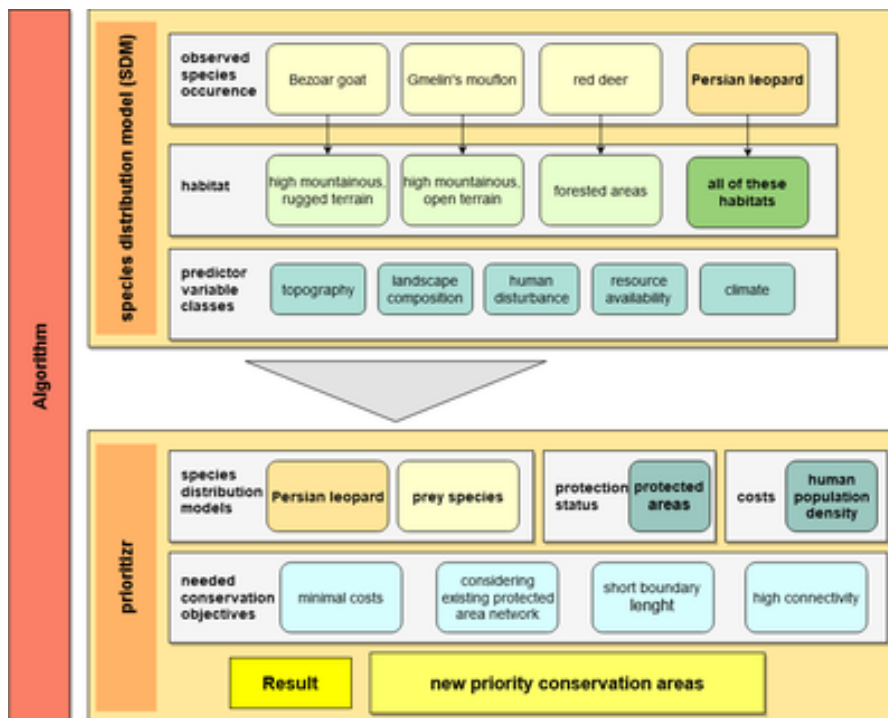 Algorithm
species distribution model (SDM)
observed
species
occurence
Bezoar goat
Gmelin's mouflon
red deer
Persian leopard
habitat
high mountainous,
rugged terrain
high mountainous,
open terrain
forested areas
all of these
habitats
predictor
variable
classes
topography
landscape
composition
human
disturbance
resource
availability
climate
prioritizr
species
distribution
models
Persian leopard
prey species
protection
status
protected
areas
costs
human
population
density
needed
conservation
objectives
minimal costs
considering
existing protected
area network
short boundary
lenght
high connectivity
Result
new priority conservation areas